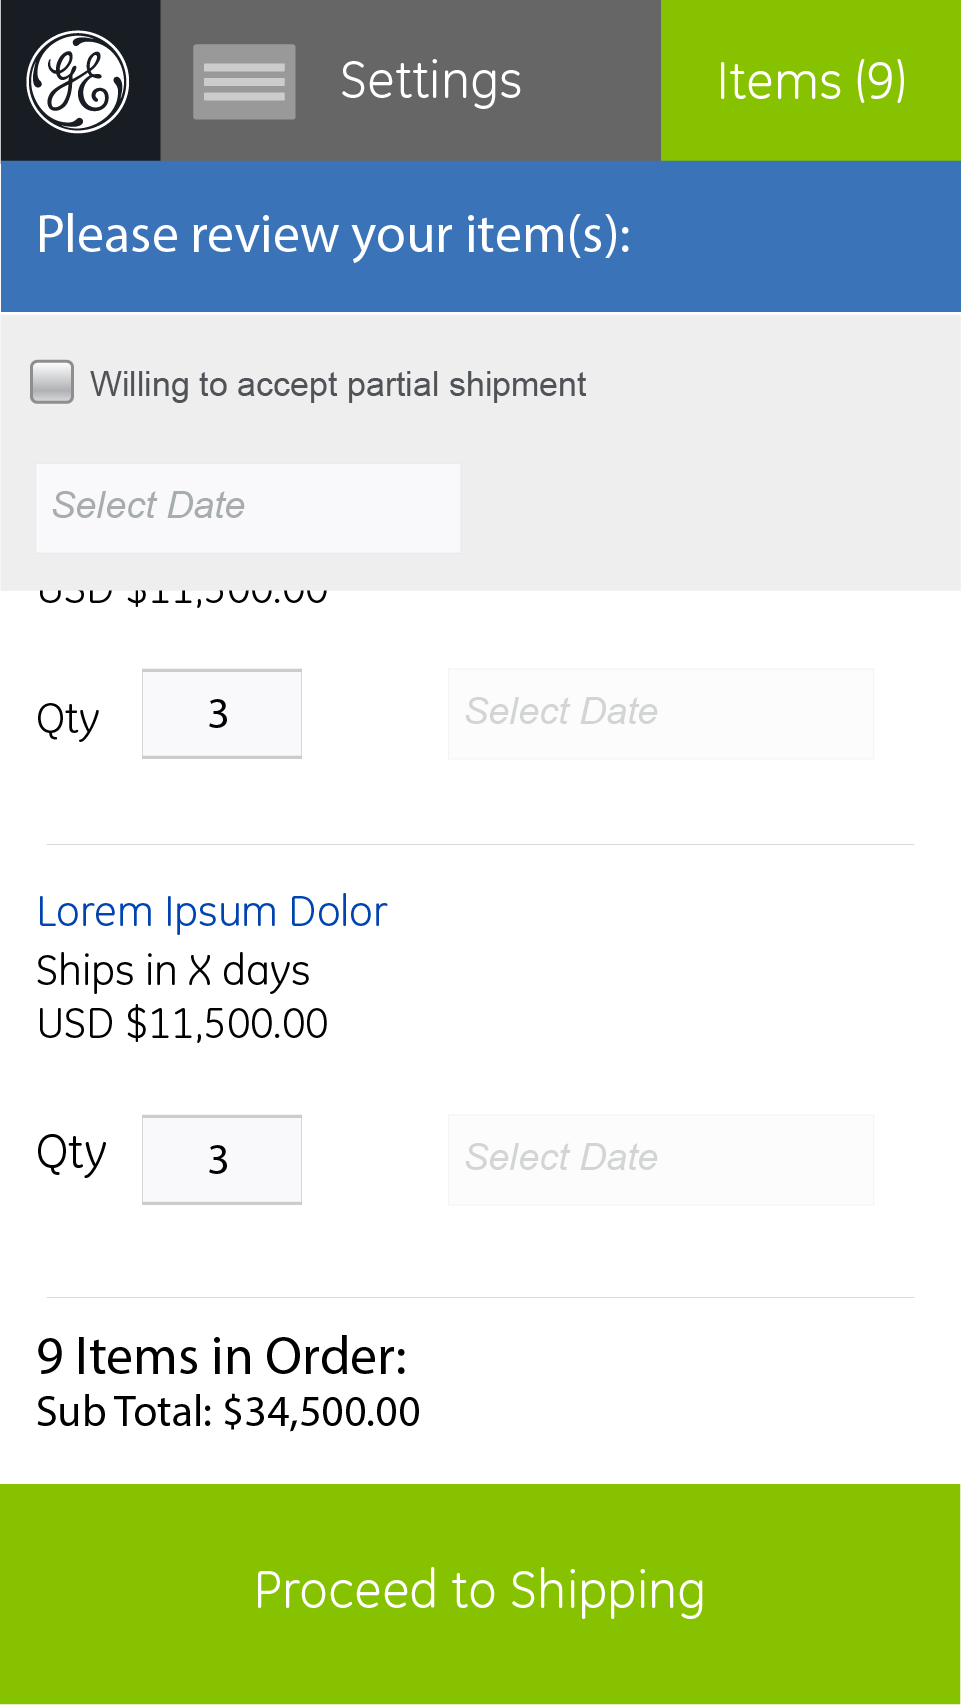 GE
Settings
Items (9)
Please review your item(s):
Willing to accept partial shipment
Select Date
USD $11,500.00
Qty
3
Select Date
Lorem Ipsum Dolor
Ships in X days
USD $11,500.00
Qty
3
Select Date
9 Items in Order:
Sub Total: $34,500.00
Proceed to Shipping